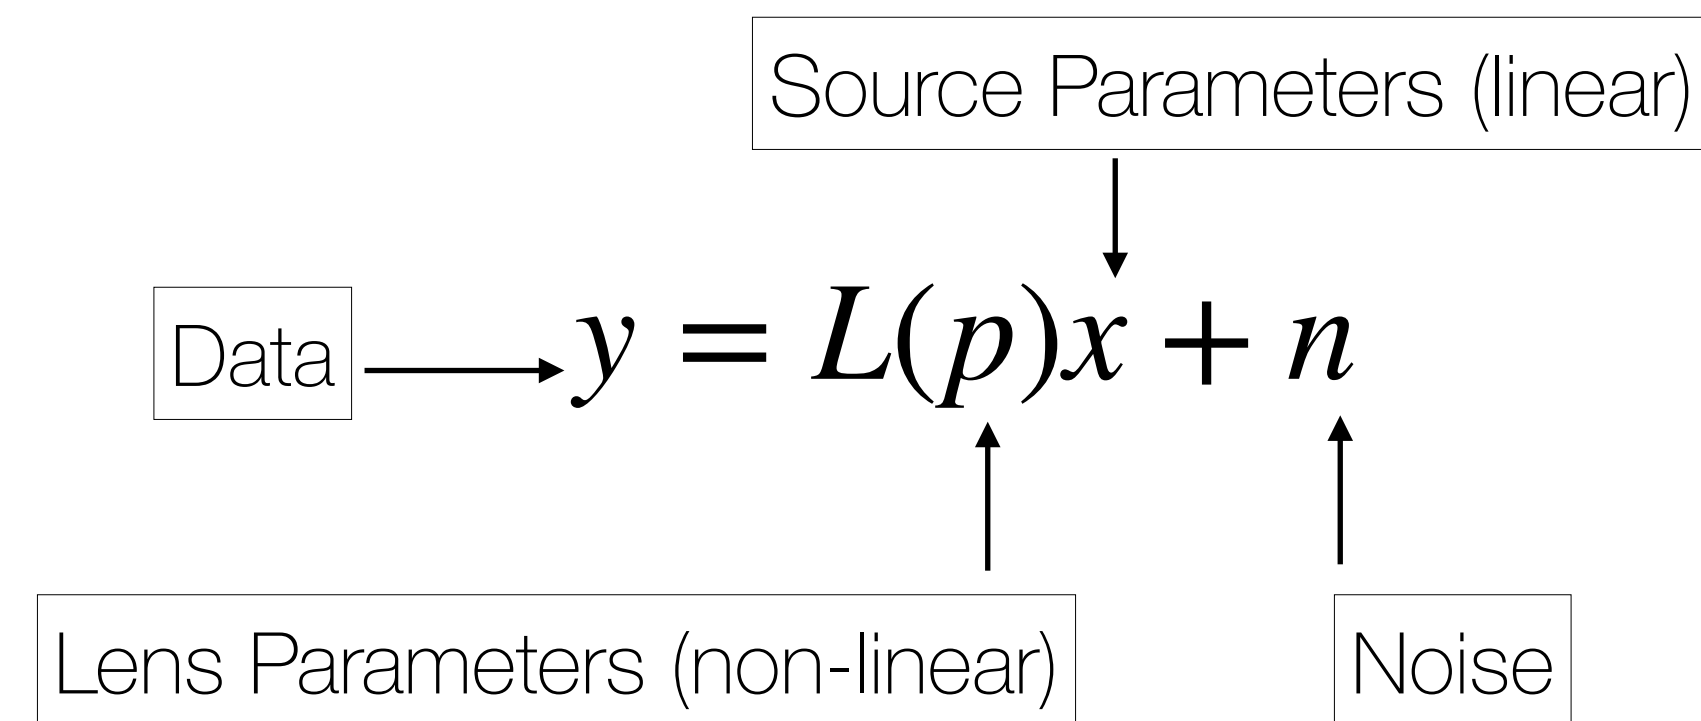 Source Parameters (linear)
Data
y = L(p)x + n
Lens Parameters (non-linear)
Noise